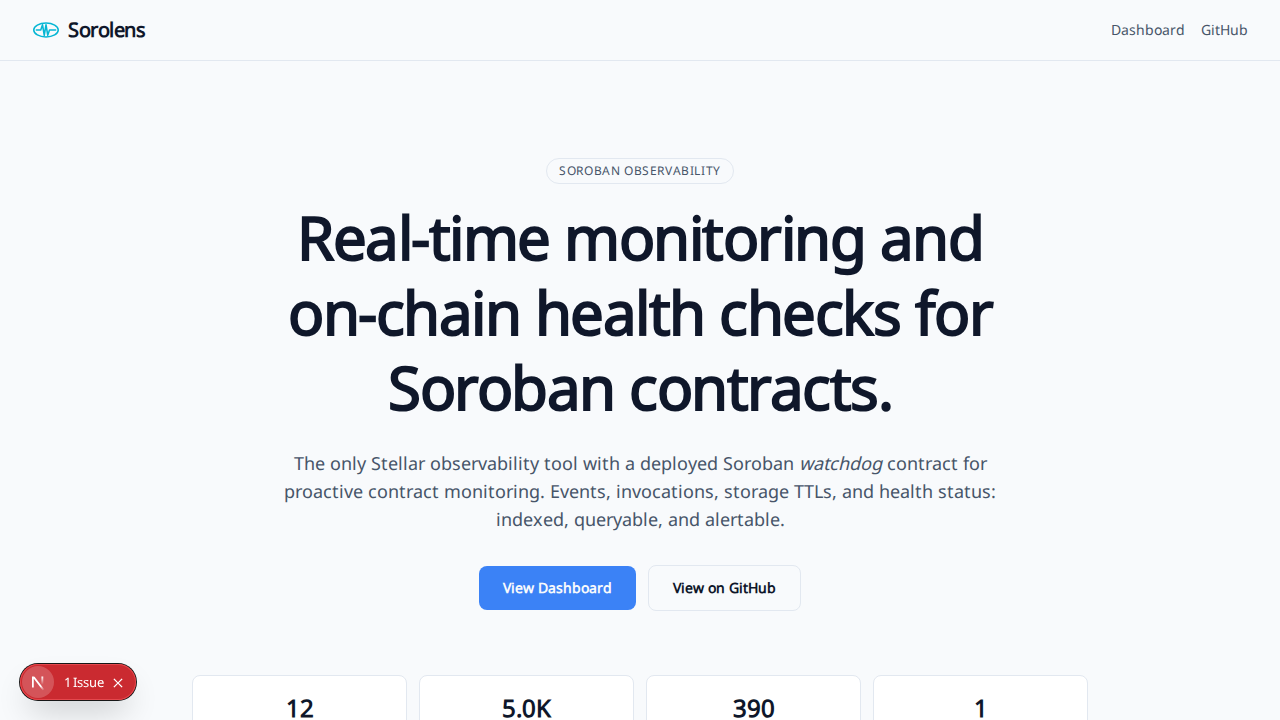 Sorolens
Dashboard GitHub
SOROBAN OBSERVABILITY
Real-time monitoring and
on-chain health checks for
Soroban contracts.
The only Stellar observability tool with a deployed Soroban watchdog contract for
proactive contract monitoring. Events, invocations, storage TTLs, and health status:
indexed, queryable, and alertable.
View Dashboard View on GitHub
N 1 Issue
12 5.0K 390 1